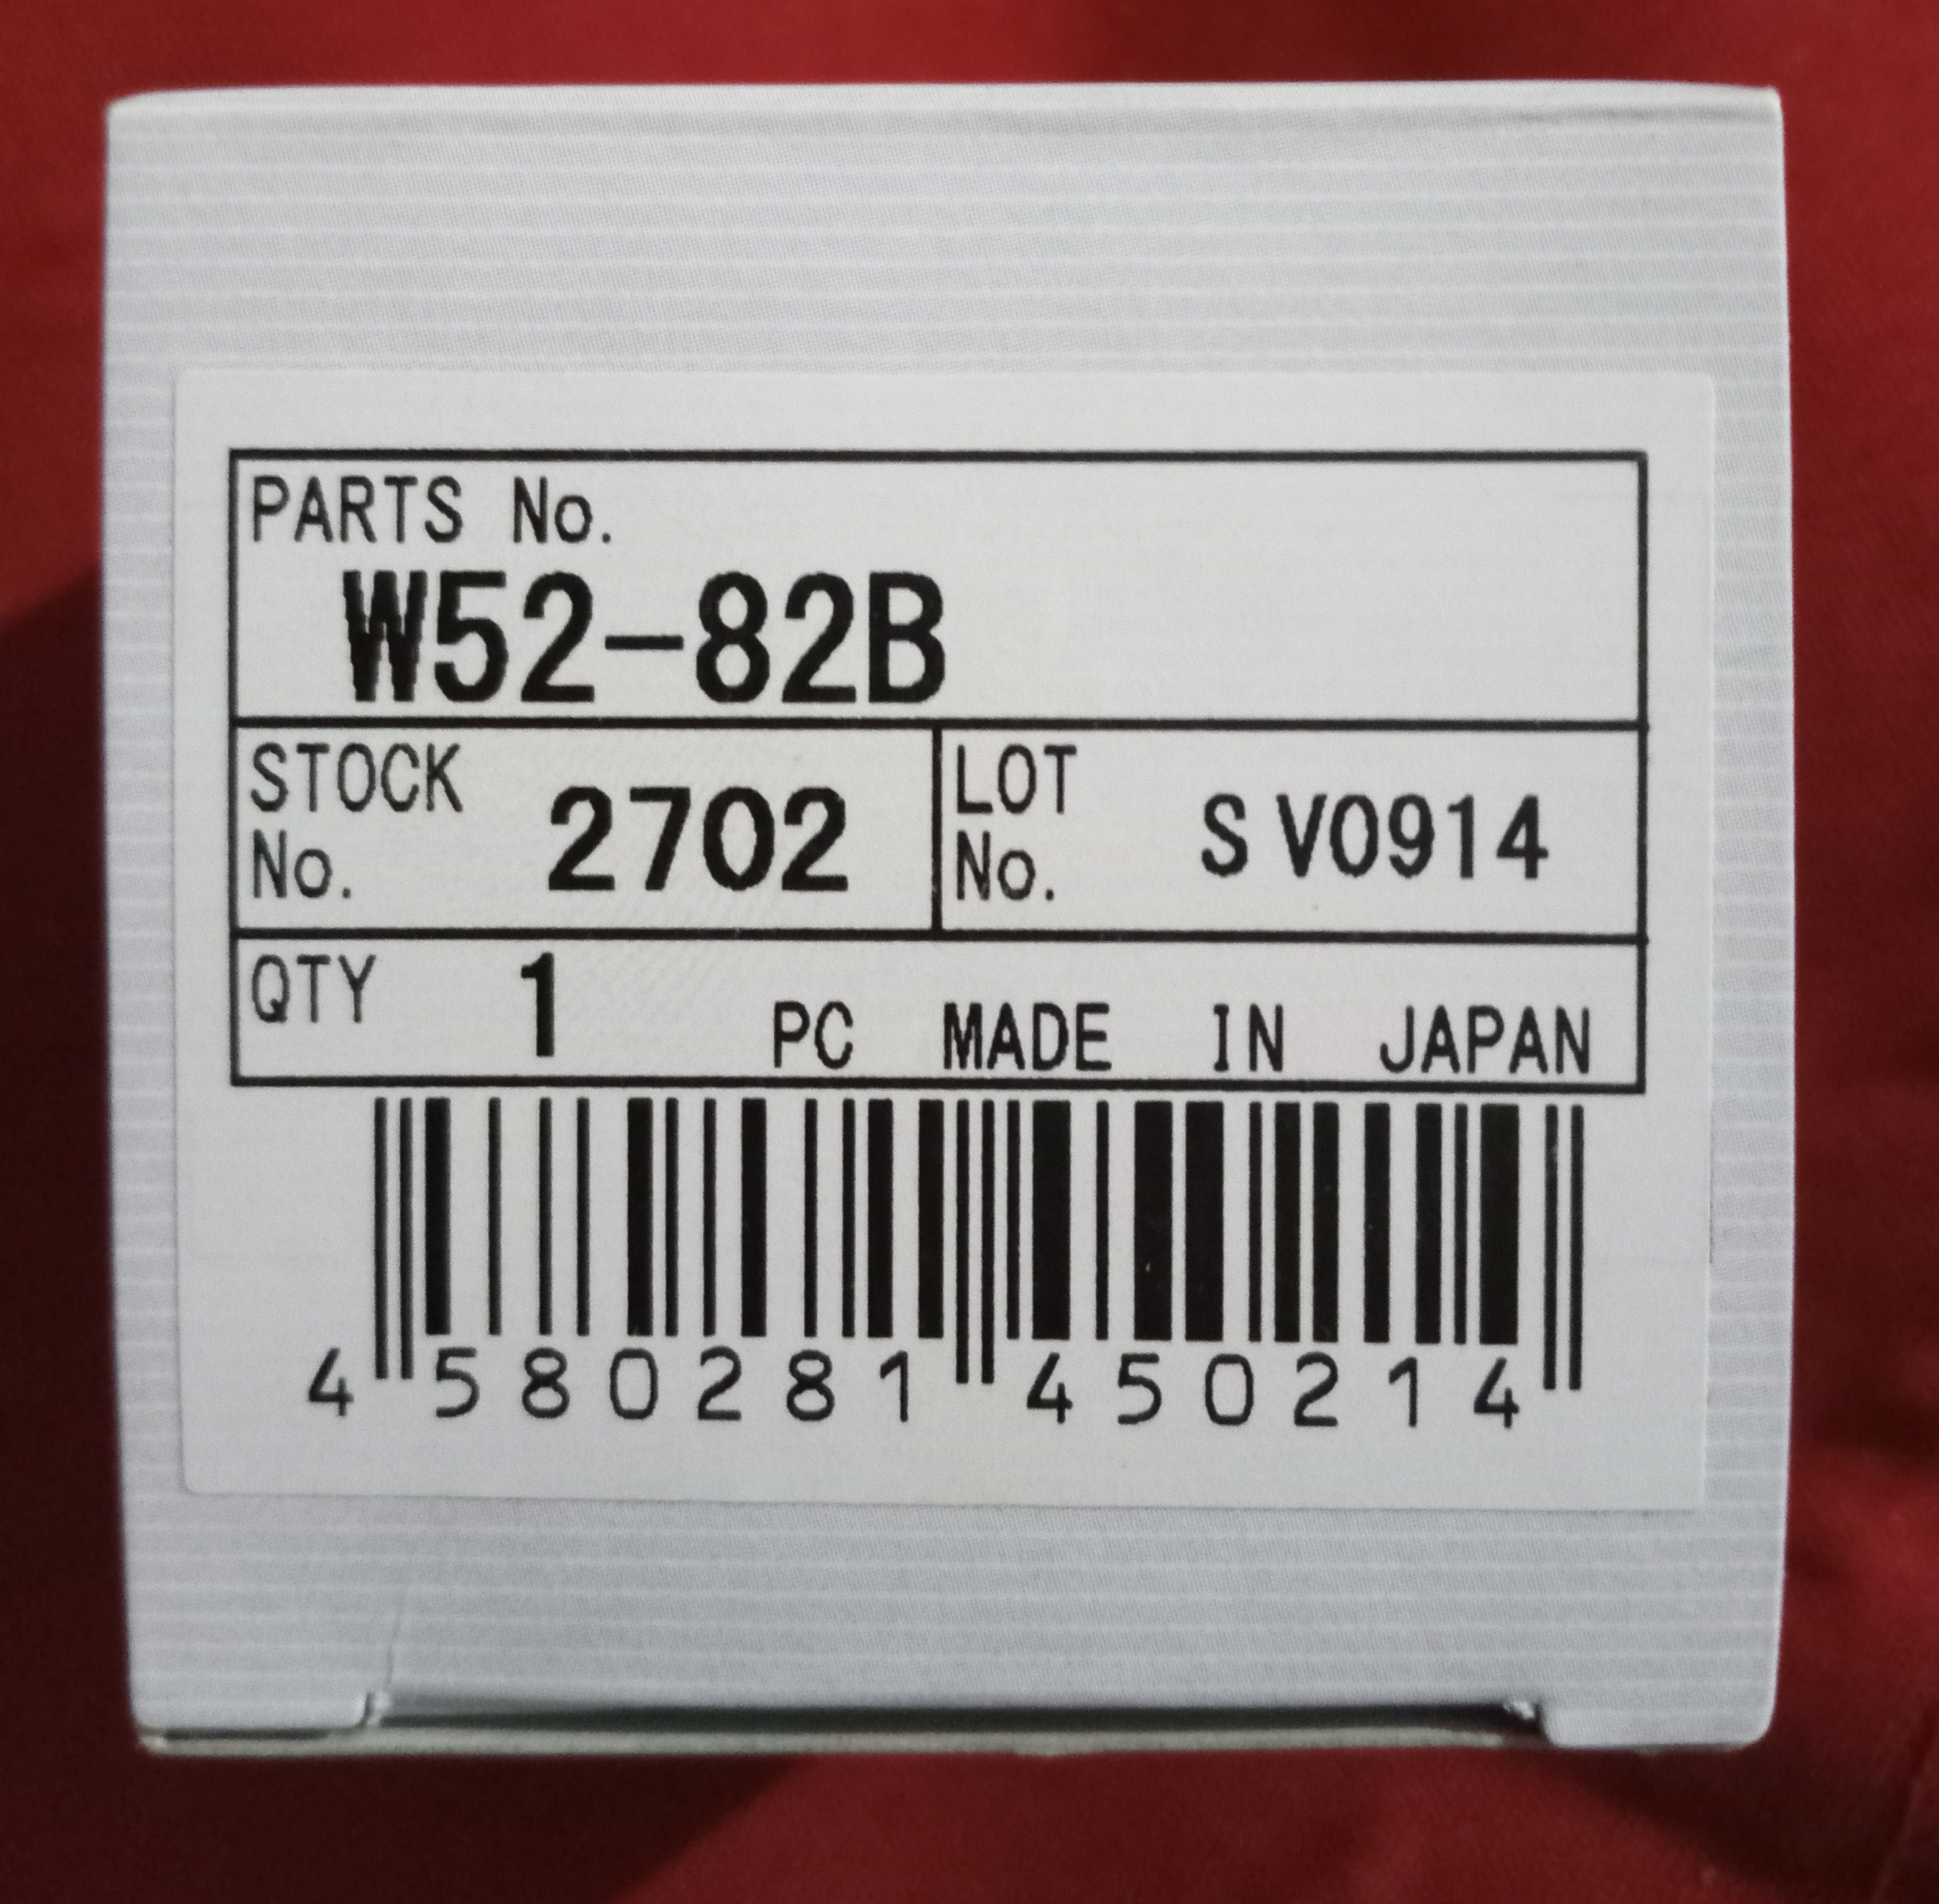 PARTS No.
W52-82B
STOCK No. 2702
LOT No. S V0914
QTY 1 PC MADE IN JAPAN
4 580281 450214